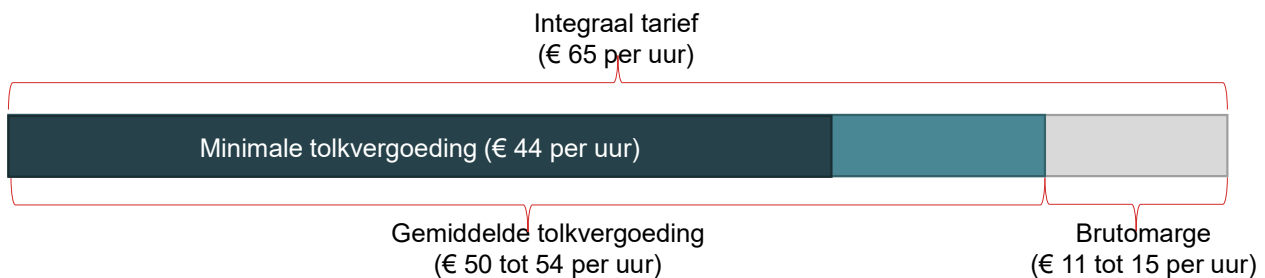 Integraal tarief
(€ 65 per uur)
Minimale tolkvergoeding (€ 44 per uur)
Gemiddelde tolkvergoeding
(€ 50 tot 54 per uur)
Brutomarge
(€ 11 tot 15 per uur)